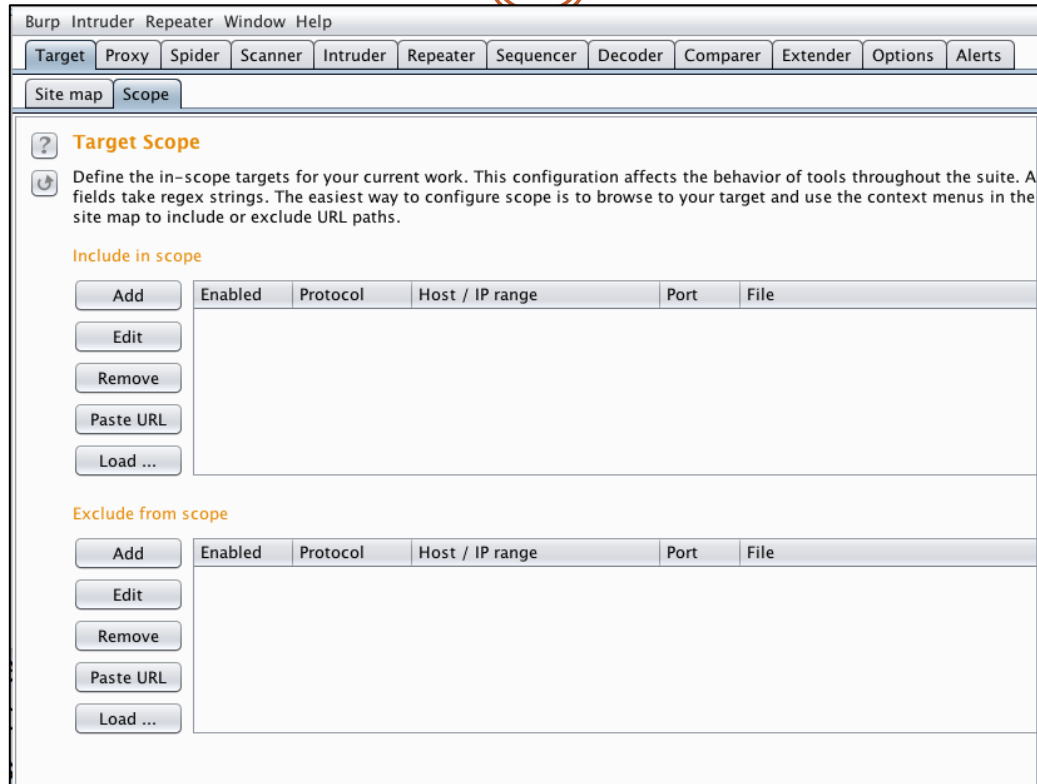 Burp Intruder Repeater Window Help
Target Proxy Spider Scanner Intruder Repeater Sequencer Decoder Comparer Extender Options Alerts
Site map Scope
? Target Scope
Define the in-scope targets for your current work. This configuration affects the behavior of tools throughout the suite. A
fields take regex strings. The easiest way to configure scope is to browse to your target and use the context menus in the
site map to include or exclude URL paths.
Include in scope
Add Enabled Protocol Host / IP range Port File
Edit
Remove
Paste URL
Load ...
Exclude from scope
Add Enabled Protocol Host / IP range Port File
Edit
Remove
Paste URL
Load ...